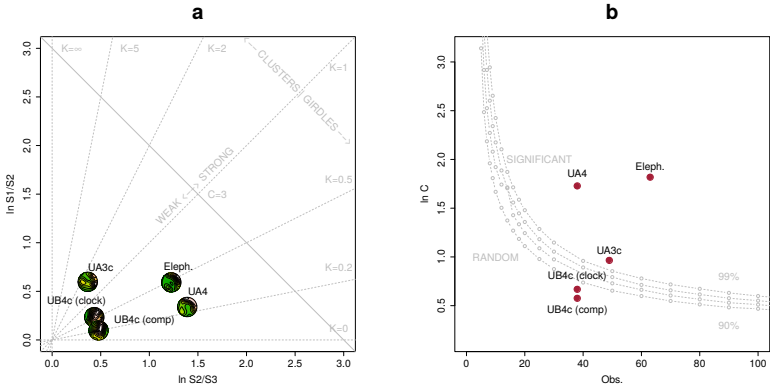 a
b
K=∞
K=5
K=2
K=1
<--- CLUSTERS | GIRDLES --->
WEAK <---> STRONG
C=3
K=0.5
K=0.2
K=0
UA3c
Eleph.
UA4
UB4c (clock)
UB4c (comp)
3.0
2.5
2.0
1.5
1.0
0.5
0.0
ln S1/S2
0.0 0.5 1.0 1.5 2.0 2.5 3.0
ln S2/S3
SIGNIFICANT
RANDOM
UA4
Eleph.
UA3c
UB4c (clock)
UB4c (comp)
99%
90%
3.0
2.5
2.0
1.5
1.0
0.5
ln C
0 20 40 60 80 100
Obs.